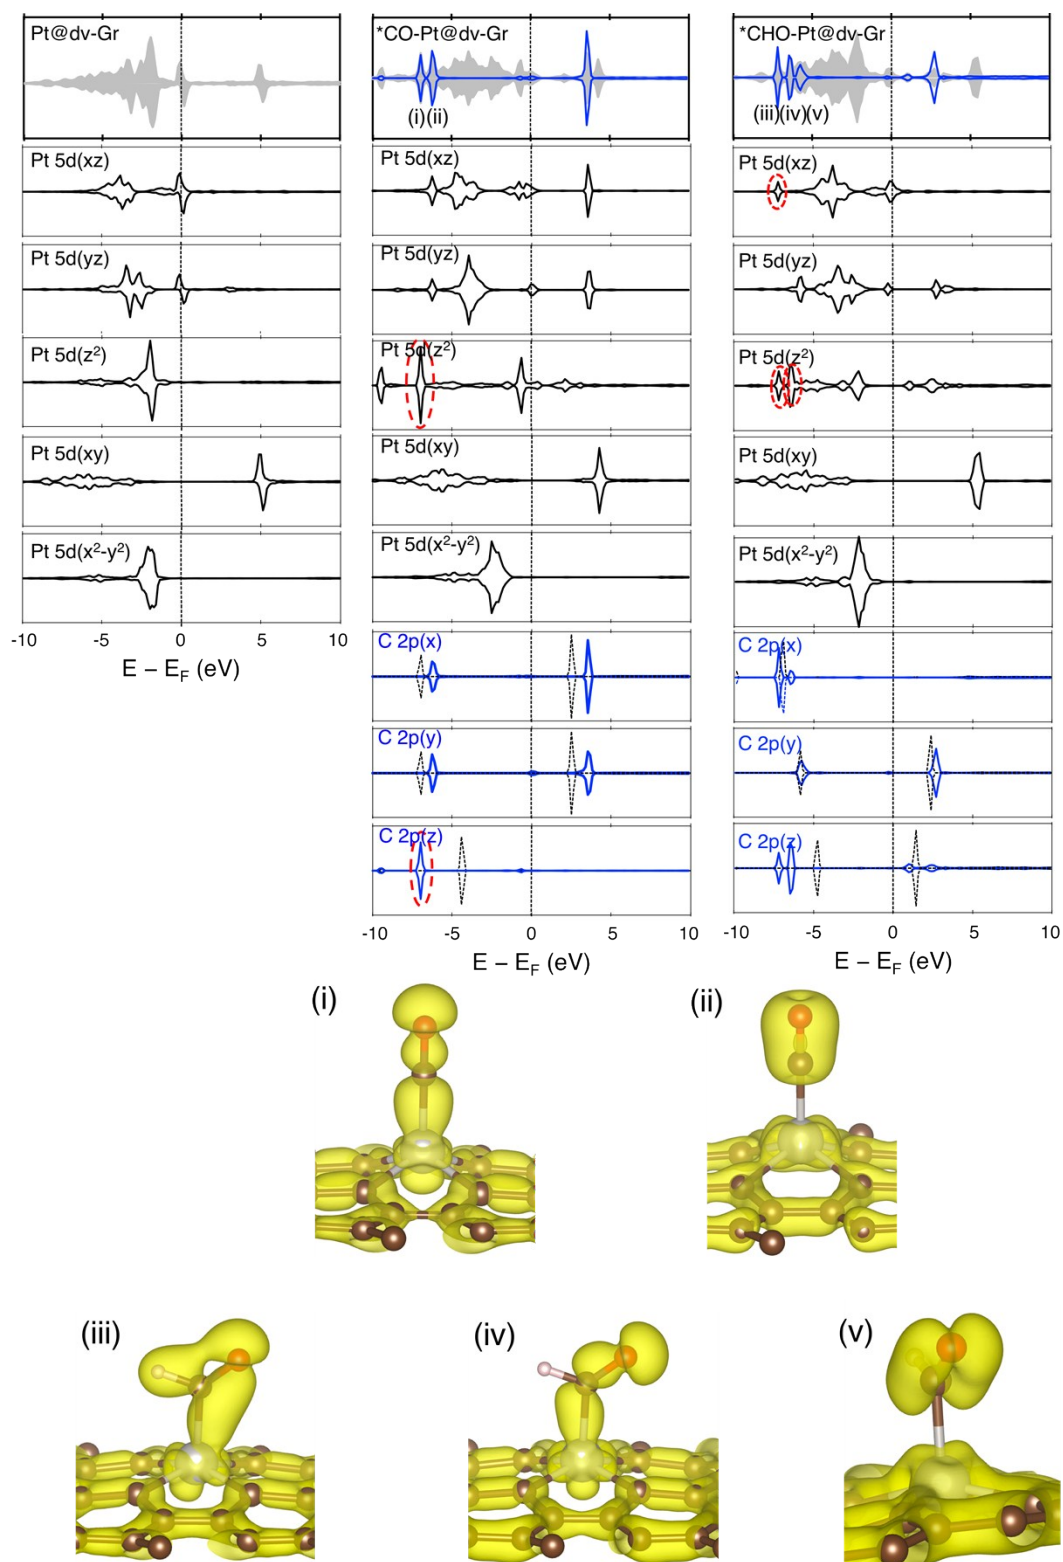 Pt@dv-Gr
Pt 5d(xz)
Pt 5d(yz)
Pt 5d(z²)
Pt 5d(xy)
Pt 5d(x²-y²)
-10 -5 0 5 10
E – E_F (eV)
*CO-Pt@dv-Gr
(i) (ii)
Pt 5d(xz)
Pt 5d(yz)
Pt 5d(z²)
Pt 5d(xy)
Pt 5d(x²-y²)
C 2p(x)
C 2p(y)
C 2p(z)
-10 -5 0 5 10
E – E_F (eV)
*CHO-Pt@dv-Gr
(iii)(iv)(v)
Pt 5d(xz)
Pt 5d(yz)
Pt 5d(z²)
Pt 5d(xy)
Pt 5d(x²-y²)
C 2p(x)
C 2p(y)
C 2p(z)
-10 -5 0 5 10
E – E_F (eV)
(i)
(ii)
(iii)
(iv)
(v)